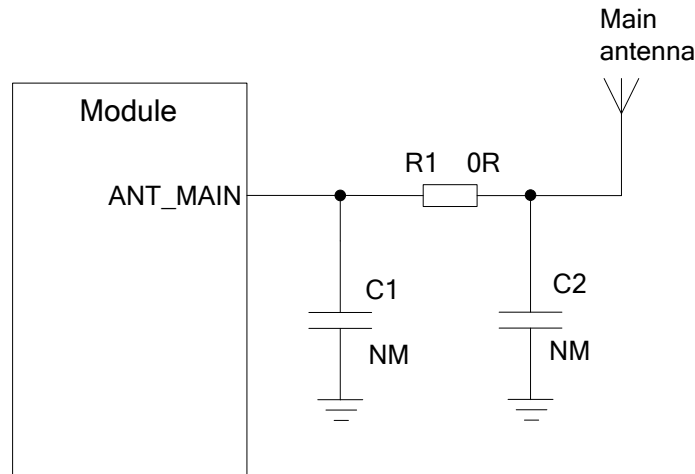 Main
antenna
Module
R1 0R
ANT_MAIN
C1
C2
NM
NM